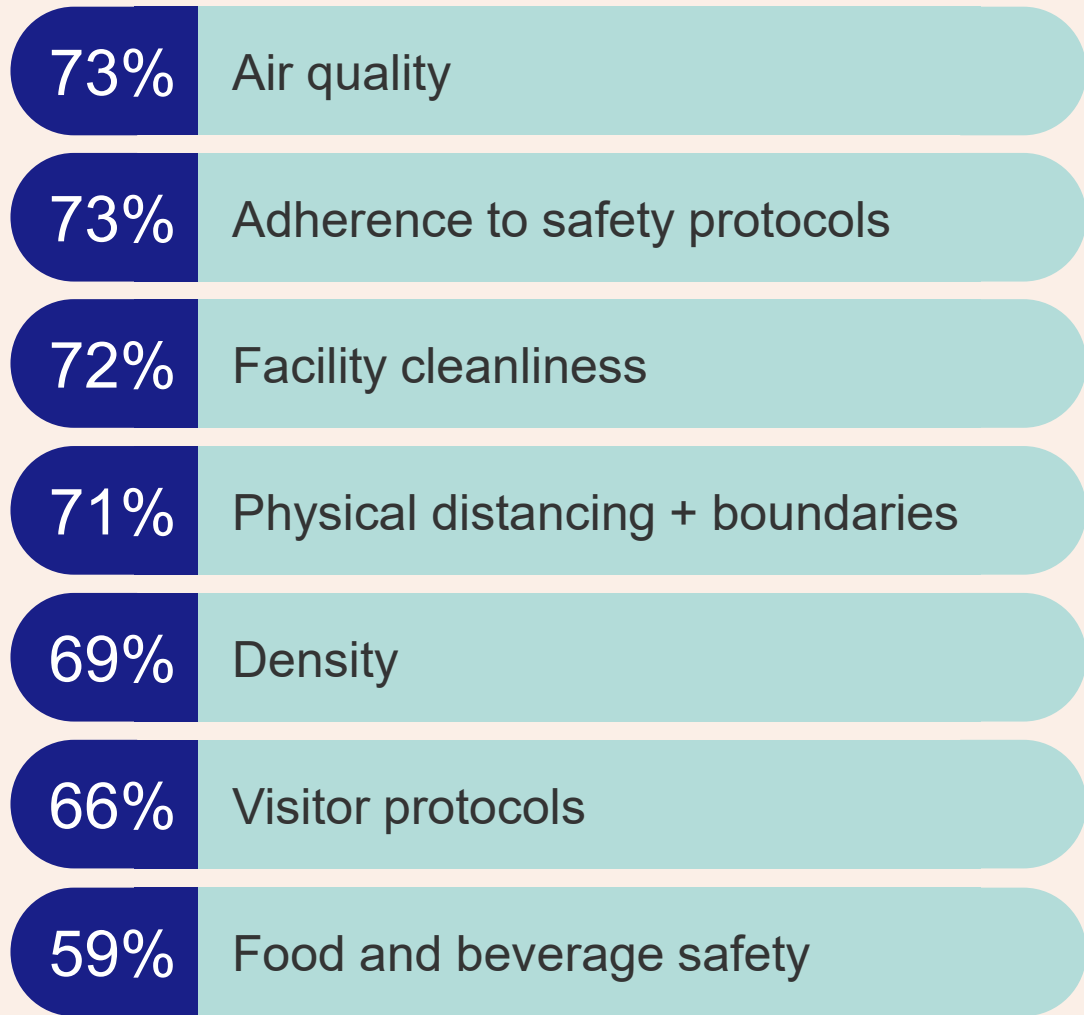 73% Air quality
73% Adherence to safety protocols
72% Facility cleanliness
71% Physical distancing + boundaries
69% Density
66% Visitor protocols
59% Food and beverage safety